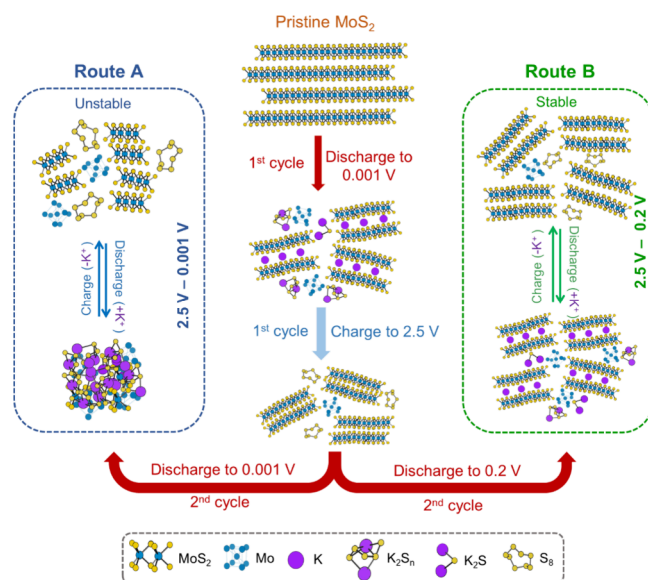 Pristine MoS₂
Route A
Unstable
Charge (-K⁺)
Discharge (+K⁺)
2.5 V – 0.001 V
1ˢᵗ cycle
Discharge to
0.001 V
1ˢᵗ cycle
Charge to 2.5 V
Route B
Stable
Charge (-K⁺)
Discharge (+K⁺)
2.5 V – 0.2 V
Discharge to 0.001 V
2ⁿᵈ cycle
Discharge to 0.2 V
2ⁿᵈ cycle
MoS₂ Mo K K₂Sₙ K₂S S₈